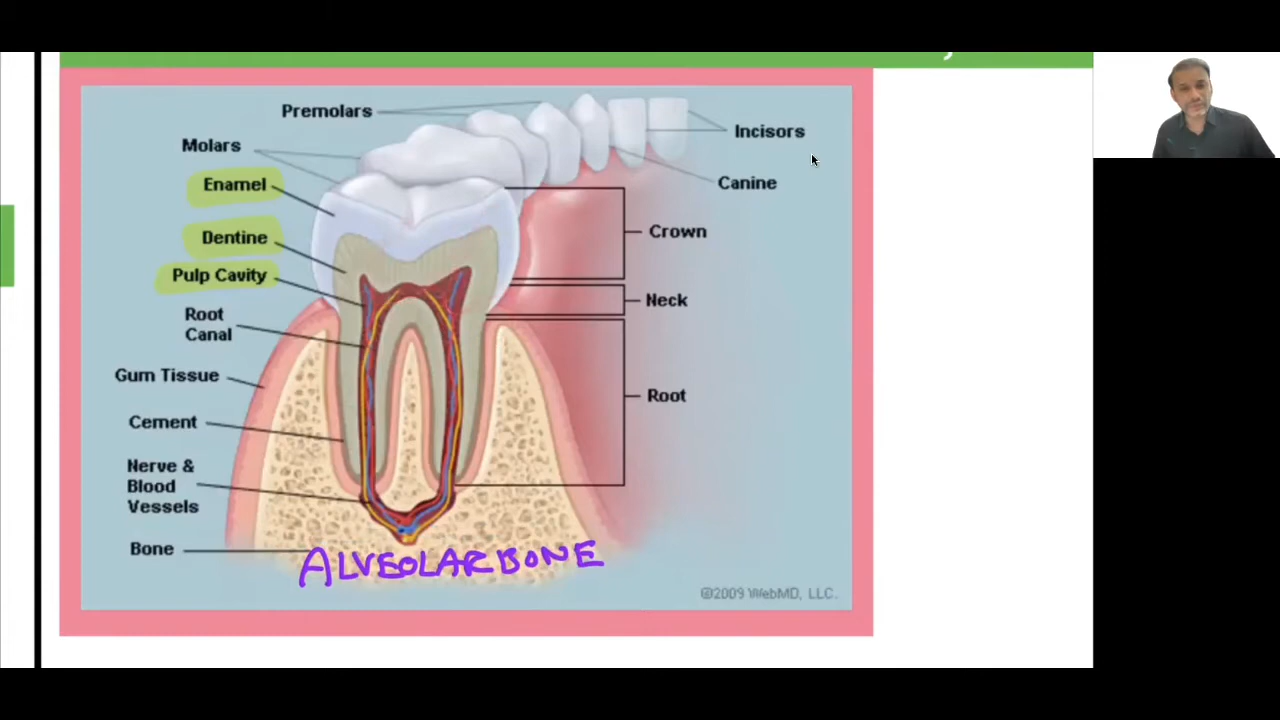 Premolars
Incisors
Molars
Enamel
Canine
Dentine
Crown
Pulp Cavity
Neck
Root
Canal
Gum Tissue
Root
Cement
Nerve &
Blood
Vessels
Bone
ALVEOLAR BONE
©2009 WebMD, LLC.